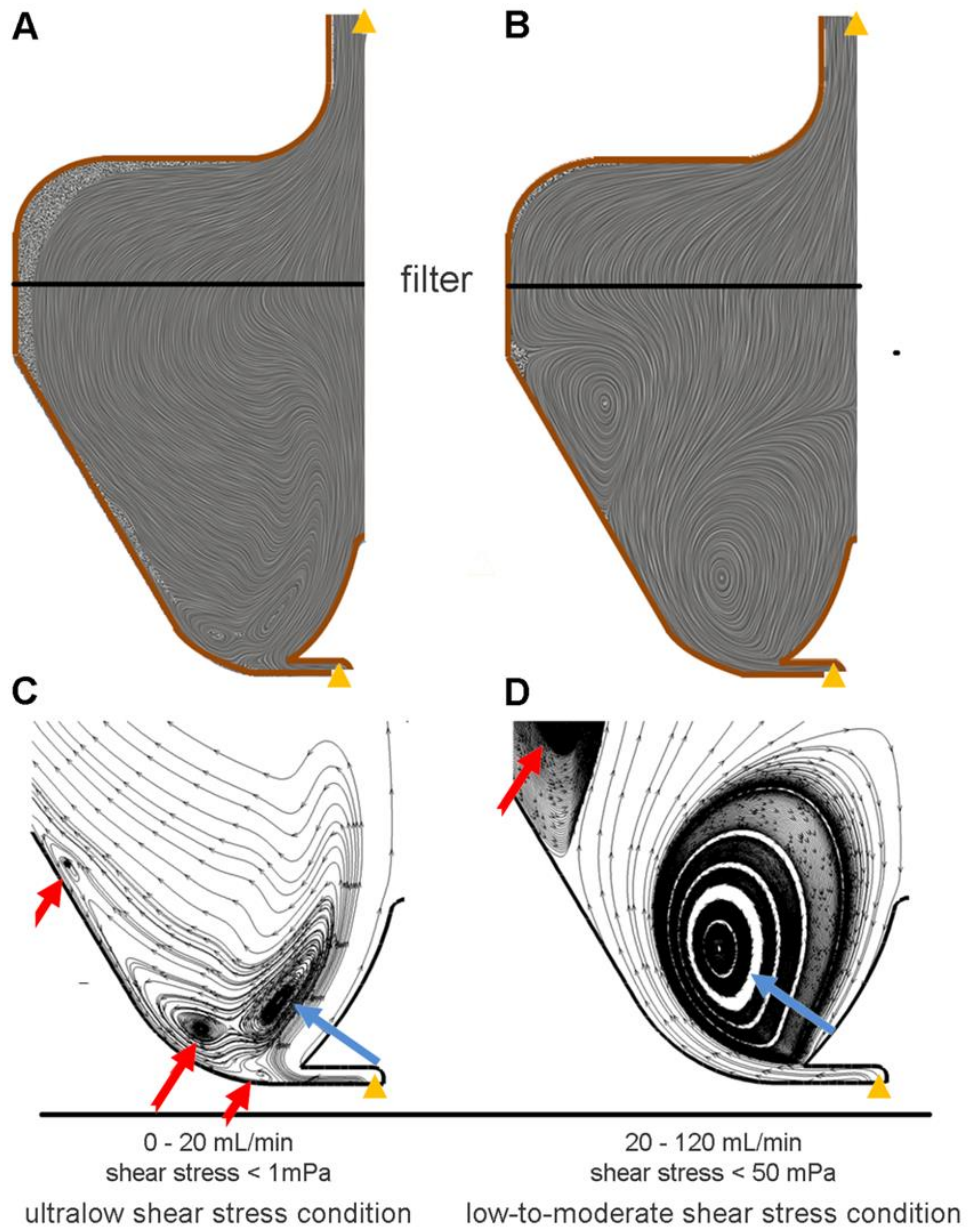 A
B
filter
C
D
0 - 20 mL/min
shear stress < 1mPa
ultralow shear stress condition
20 - 120 mL/min
shear stress < 50 mPa
low-to-moderate shear stress condition